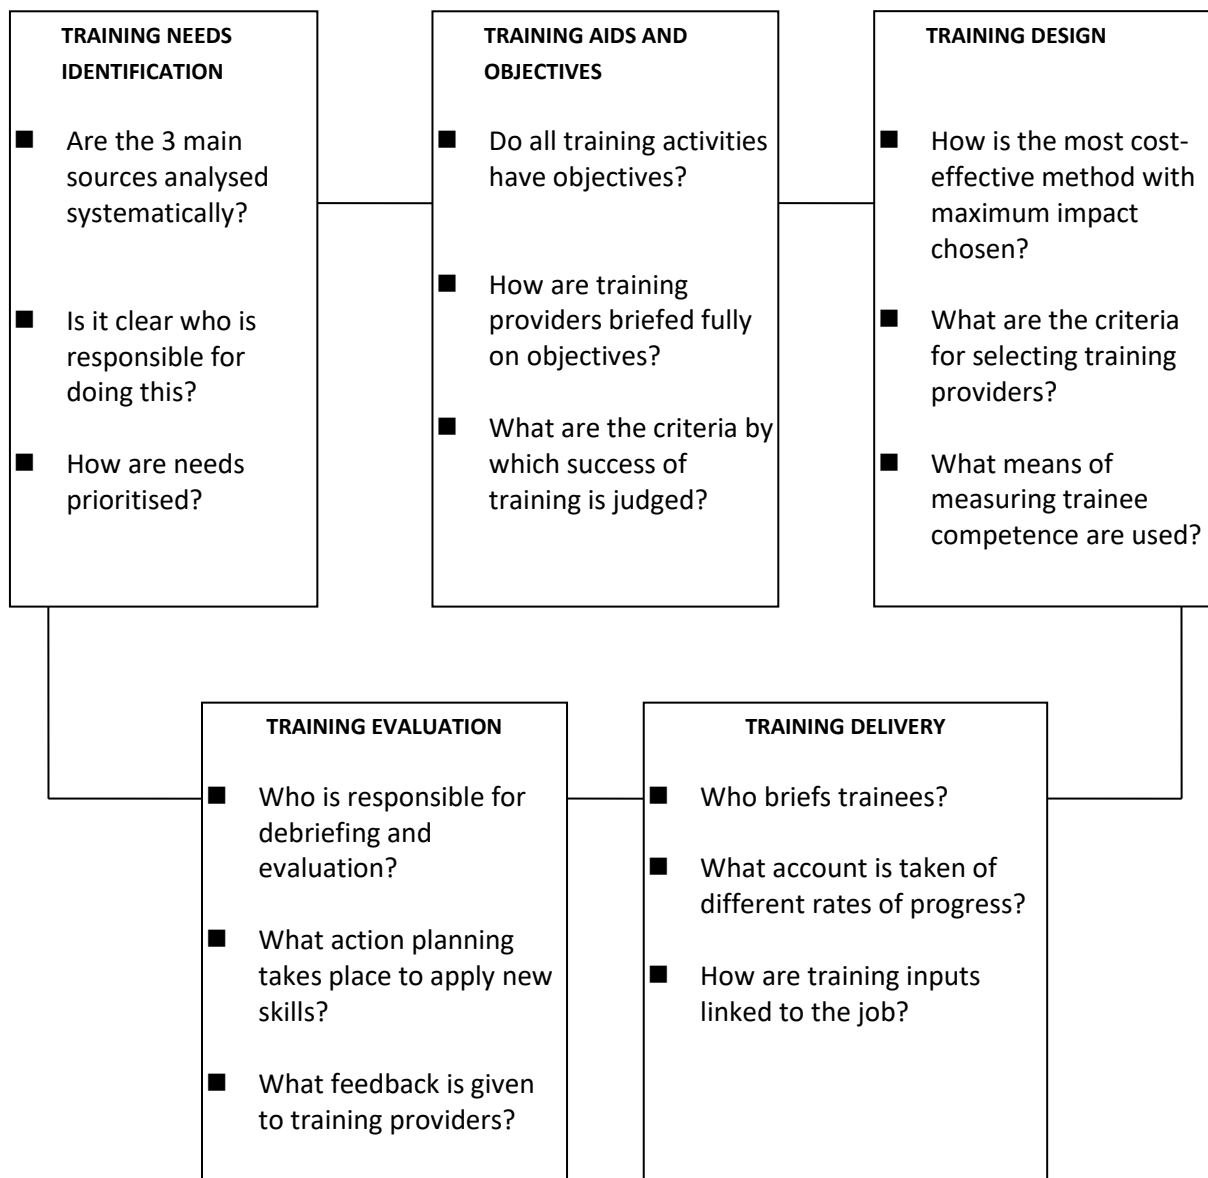 TRAINING NEEDS
IDENTIFICATION
■ Are the 3 main
sources analysed
systematically?
■ Is it clear who is
responsible for
doing this?
■ How are needs
prioritised?
TRAINING AIDS AND
OBJECTIVES
■ Do all training activities
have objectives?
■ How are training
providers briefed fully
on objectives?
■ What are the criteria by
which success of
training is judged?
TRAINING DESIGN
■ How is the most cost-
effective method with
maximum impact
chosen?
■ What are the criteria
for selecting training
providers?
■ What means of
measuring trainee
competence are used?
TRAINING EVALUATION
■ Who is responsible for
debriefing and
evaluation?
■ What action planning
takes place to apply new
skills?
■ What feedback is given
to training providers?
TRAINING DELIVERY
■ Who briefs trainees?
■ What account is taken of
different rates of progress?
■ How are training inputs
linked to the job?